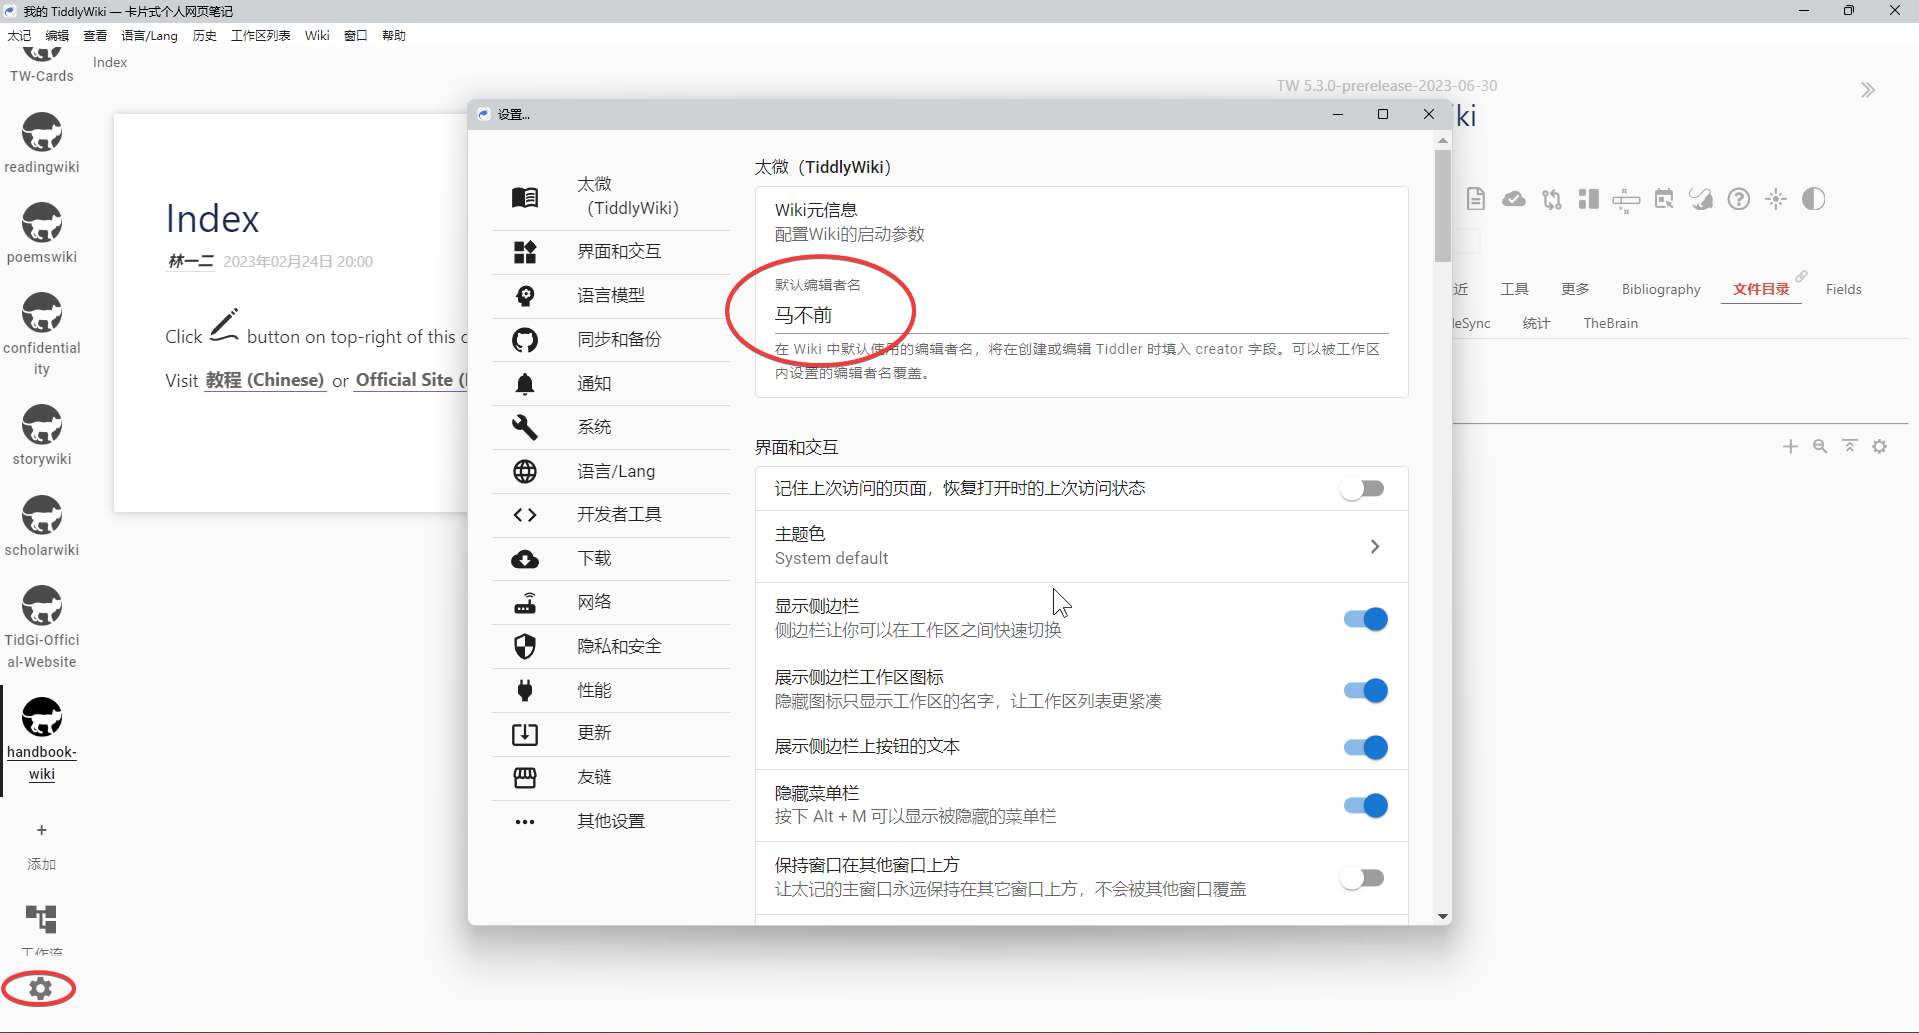 我的 TiddlyWiki — 卡片式个人网页笔记
太记 编辑 查看 语言/Lang 历史 工作区列表 Wiki 窗口 帮助
TW-Cards
readingwiki
poemswiki
confidential
ity
storywiki
scholarwiki
TidGi-Offici
al-Website
handbook-
wiki
+
添加
工作流
Index
Index
林一二 2023年02月24日 20:00
Click button on top-right of this
Visit 教程 (Chinese) or Official Site
设置...
太微
（TiddlyWiki）
界面和交互
语言模型
同步和备份
通知
系统
语言/Lang
开发者工具
下载
网络
隐私和安全
性能
更新
友链
其他设置
太微（TiddlyWiki）
Wiki元信息
配置Wiki的启动参数
默认编辑者名
马不前
在 Wiki 中默认使用的编辑者名，将在创建或编辑 Tiddler 时填入 creator 字段。可以被工作区
内设置的编辑者名覆盖。
界面和交互
记住上次访问的页面，恢复打开时的上次访问状态
主题色
System default
显示侧边栏
侧边栏让你可以在工作区之间快速切换
展示侧边栏工作区图标
隐藏图标只显示工作区的名字，让工作区列表更紧凑
展示侧边栏上按钮的文本
隐藏菜单栏
按下 Alt + M 可以显示被隐藏的菜单栏
保持窗口在其他窗口上方
让太记的主窗口永远保持在其它窗口上方，不会被其他窗口覆盖
TW 5.3.0-prerelease-2023-06-30
ki
近 工具 更多 Bibliography 文件目录 Fields
leSync 统计 TheBrain